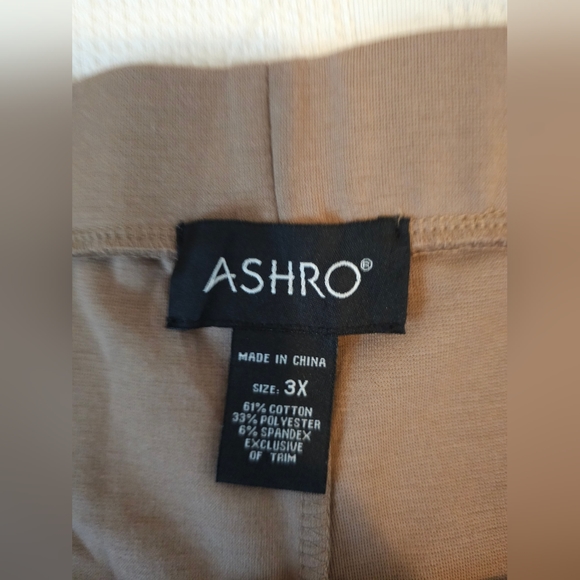 ASHRO®
MADE IN CHINA
SIZE: 3X
61% COTTON
33% POLYESTER
6% SPANDEX
EXCLUSIVE
OF TRIM